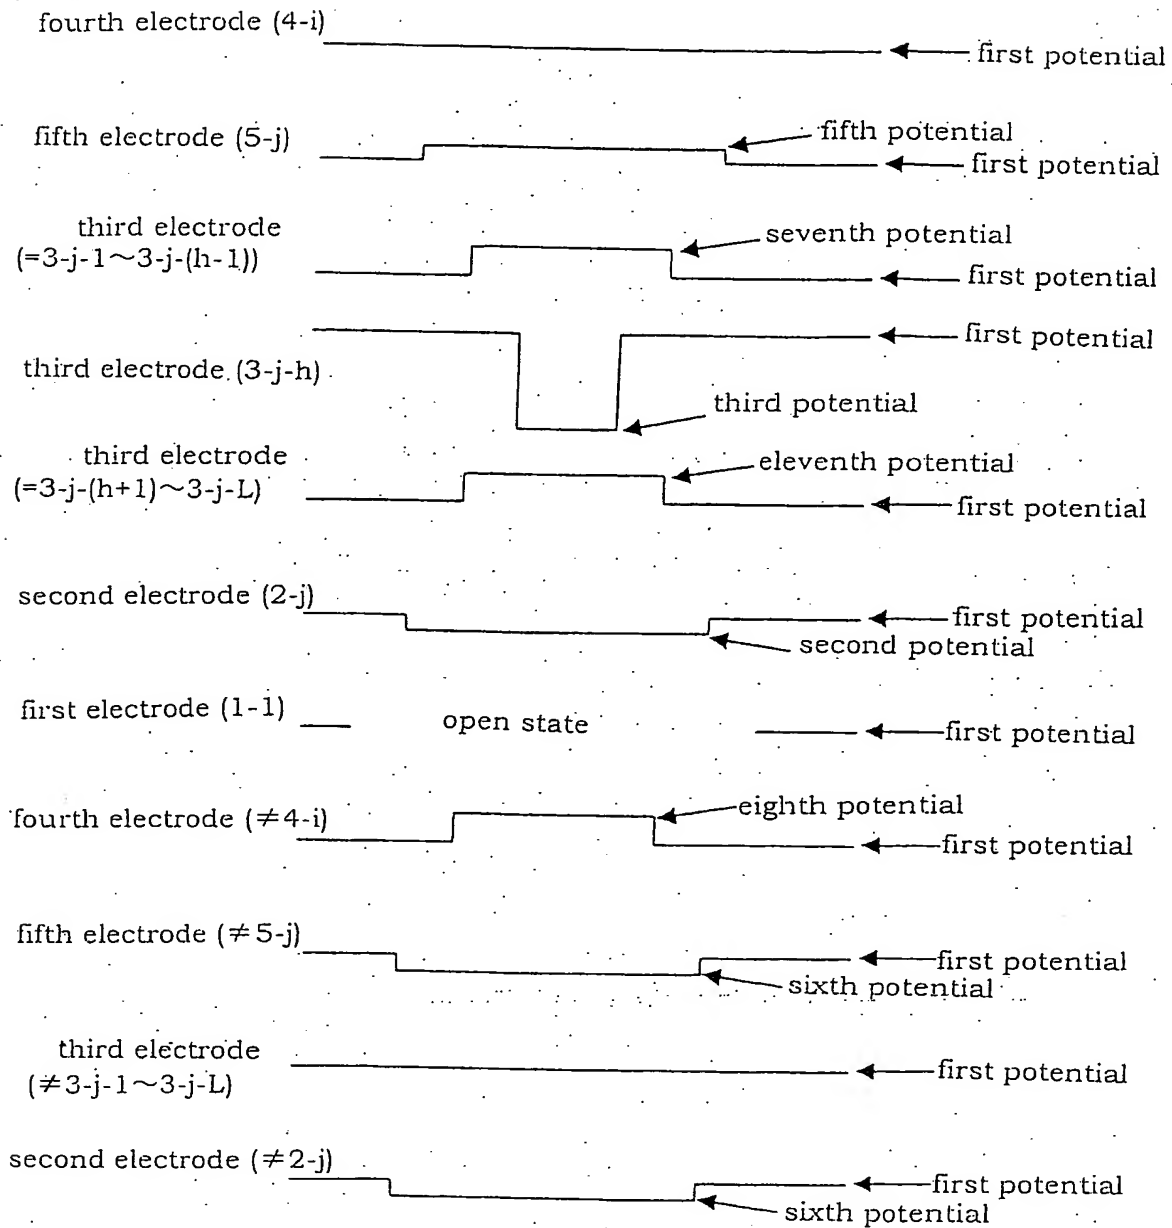 fourth electrode (4-i)
first potential
fifth electrode (5-j)
fifth potential
first potential
third electrode
(=3-j-1～3-j-(h-1))
seventh potential
first potential
third electrode (3-j-h)
first potential
third potential
third electrode
(=3-j-(h+1)～3-j-L)
eleventh potential
first potential
second electrode (2-j)
first potential
second potential
first electrode (1-1)
open state
first potential
fourth electrode (≠4-i)
eighth potential
first potential
fifth electrode (≠5-j)
first potential
sixth potential
third electrode
(≠3-j-1～3-j-L)
first potential
second electrode (≠2-j)
first potential
sixth potential